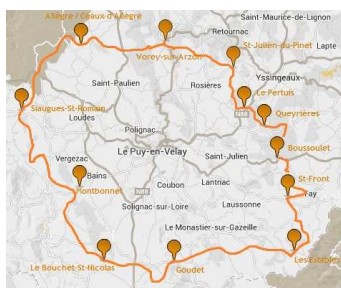 Saint-Maurice-de-Lignon
Allègre / Ceaux-d'Allègre
Retournac
St-Julien-du-Pinet
Lapte
Vorey-sur-Arzon
Yssingeaux
Saint-Paulien
Rosières
Le Pertuis
Siaugues-St-Romain
N88
Queyrières
Loudes
Polignac
Boussoulet
Le Puy-en-Velay
Vergezac
Saint-Julien
Bains
St-Front
Coubon
Lantriac
Montbonnet
N88
Fay
Solignac-sur-Loire
Laussonne
Le Monastier-sur-Gazeille
Le Bouchet-St-Nicolas
Goudet
Les Estables